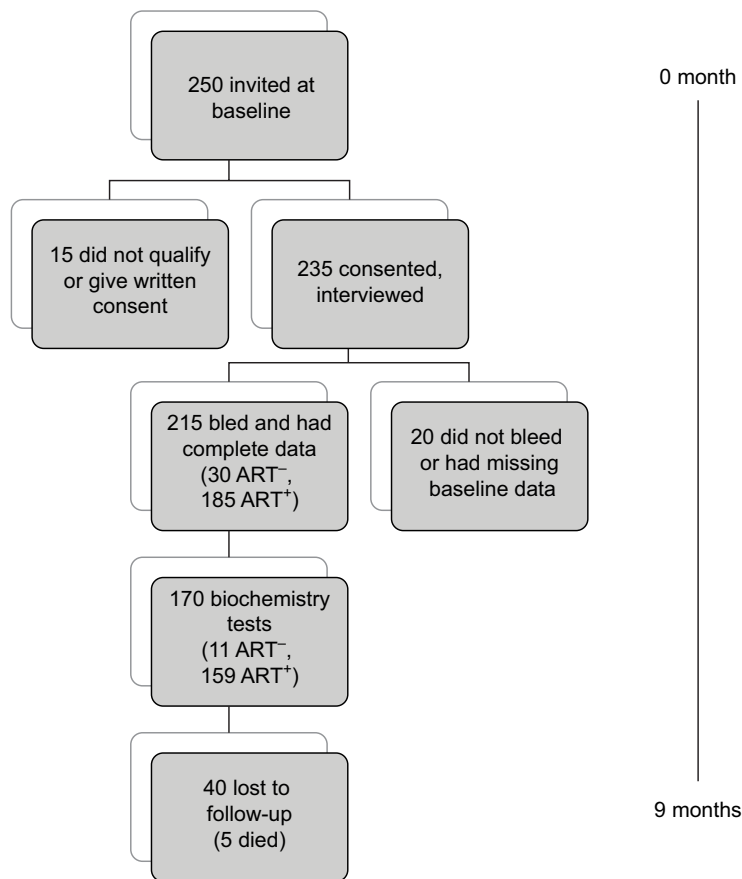 250 invited at
baseline
0 month
15 did not qualify
or give written
consent
235 consented,
interviewed
215 bled and had
complete data
(30 ART⁻,
185 ART⁺)
20 did not bleed
or had missing
baseline data
170 biochemistry
tests
(11 ART⁻,
159 ART⁺)
40 lost to
follow-up
(5 died)
9 months